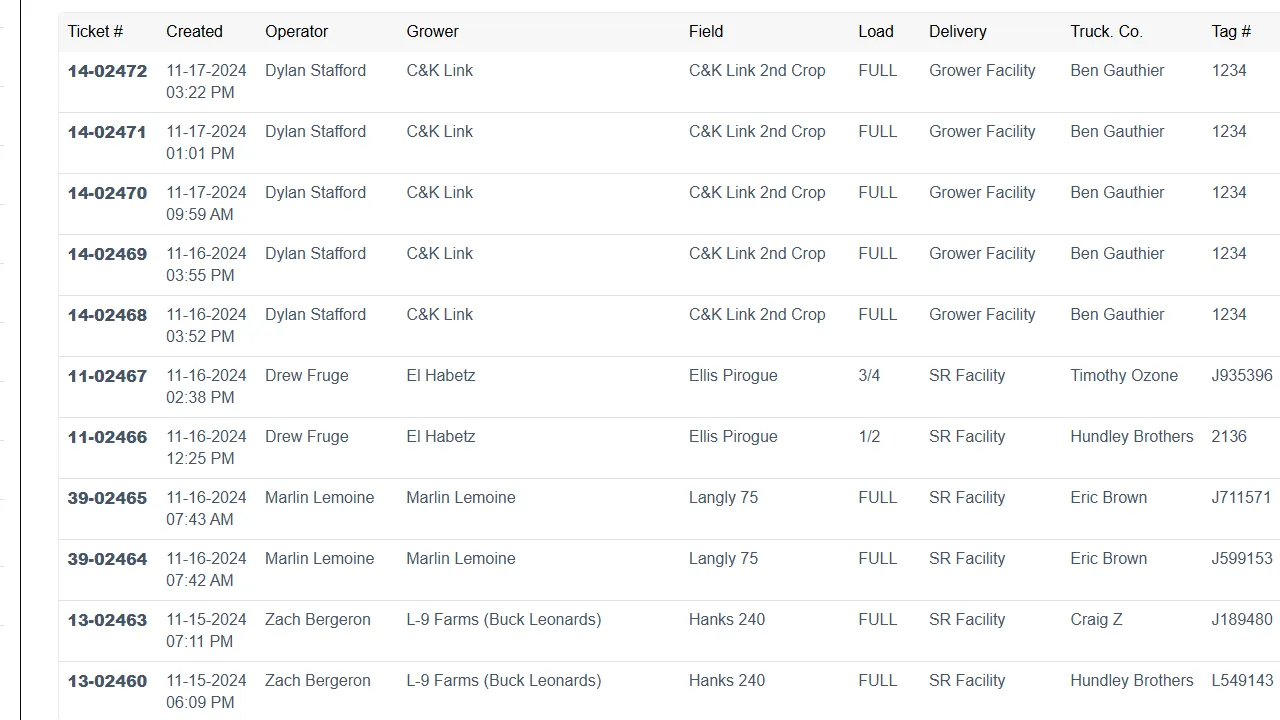 Ticket # Created Operator Grower Field Load Delivery Truck. Co. Tag #
14-02472 11-17-2024 Dylan Stafford C&K Link C&K Link 2nd Crop FULL Grower Facility Ben Gauthier 1234
03:22 PM
14-02471 11-17-2024 Dylan Stafford C&K Link C&K Link 2nd Crop FULL Grower Facility Ben Gauthier 1234
01:01 PM
14-02470 11-17-2024 Dylan Stafford C&K Link C&K Link 2nd Crop FULL Grower Facility Ben Gauthier 1234
09:59 AM
14-02469 11-16-2024 Dylan Stafford C&K Link C&K Link 2nd Crop FULL Grower Facility Ben Gauthier 1234
03:55 PM
14-02468 11-16-2024 Dylan Stafford C&K Link C&K Link 2nd Crop FULL Grower Facility Ben Gauthier 1234
03:52 PM
11-02467 11-16-2024 Drew Fruge El Habetz Ellis Pirogue 3/4 SR Facility Timothy Ozone J935396
02:38 PM
11-02466 11-16-2024 Drew Fruge El Habetz Ellis Pirogue 1/2 SR Facility Hundley Brothers 2136
12:25 PM
39-02465 11-16-2024 Marlin Lemoine Marlin Lemoine Langly 75 FULL SR Facility Eric Brown J711571
07:43 AM
39-02464 11-16-2024 Marlin Lemoine Marlin Lemoine Langly 75 FULL SR Facility Eric Brown J599153
07:42 AM
13-02463 11-15-2024 Zach Bergeron L-9 Farms (Buck Leonards) Hanks 240 FULL SR Facility Craig Z J189480
07:11 PM
13-02460 11-15-2024 Zach Bergeron L-9 Farms (Buck Leonards) Hanks 240 FULL SR Facility Hundley Brothers L549143
06:09 PM